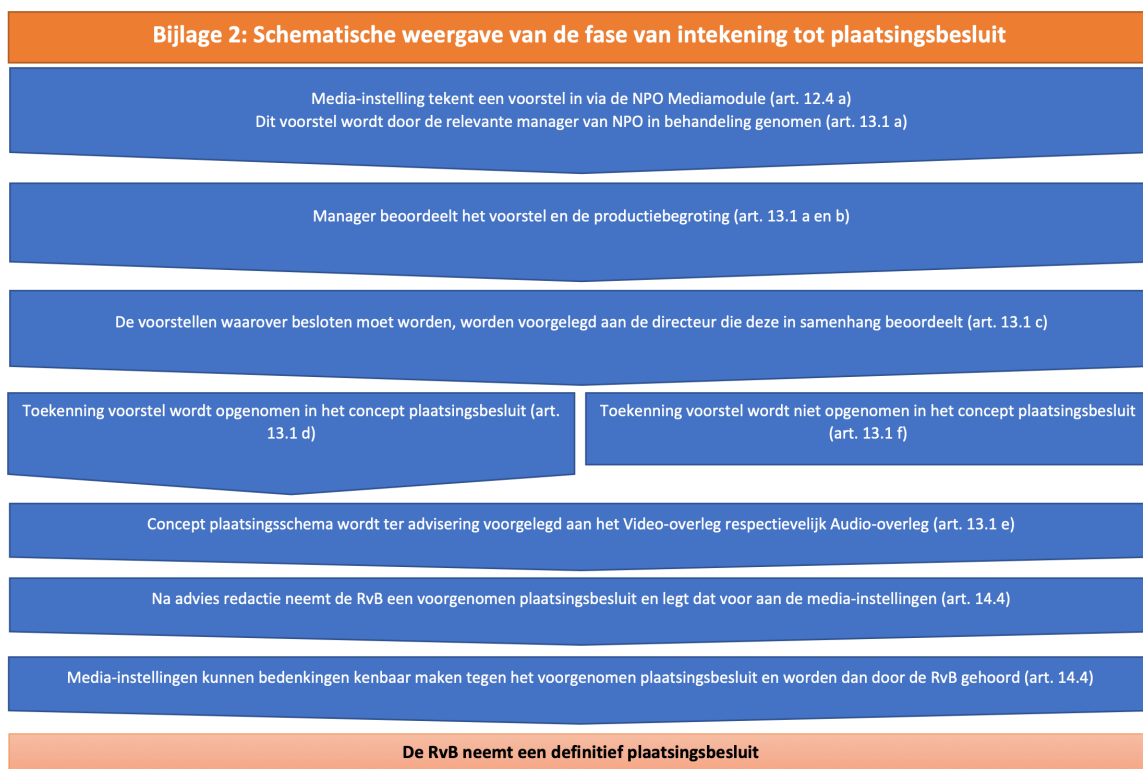 Bijlage 2: Schematische weergave van de fase van intekening tot plaatsingsbesluit
Media-instelling tekent een voorstel in via de NPO Mediamodule (art. 12.4 a)
Dit voorstel wordt door de relevante manager van NPO in behandeling genomen (art. 13.1 a)
Manager beoordeelt het voorstel en de productiebegroting (art. 13.1 a en b)
De voorstellen waarover besloten moet worden, worden voorgelegd aan de directeur die deze in samenhang beoordeelt (art. 13.1 c)
Toekenning voorstel wordt opgenomen in het concept plaatsingsbesluit (art.
13.1 d)
Toekenning voorstel wordt niet opgenomen in het concept plaatsingsbesluit
(art. 13.1 f)
Concept plaatsingsschema wordt ter advisering voorgelegd aan het Video-overleg respectievelijk Audio-overleg (art. 13.1 e)
Na advies redactie neemt de RvB een voorgenomen plaatsingsbesluit en legt dat voor aan de media-instellingen (art. 14.4)
Media-instellingen kunnen bedenkingen kenbaar maken tegen het voorgenomen plaatsingsbesluit en worden dan door de RvB gehoord (art. 14.4)
De RvB neemt een definitief plaatsingsbesluit